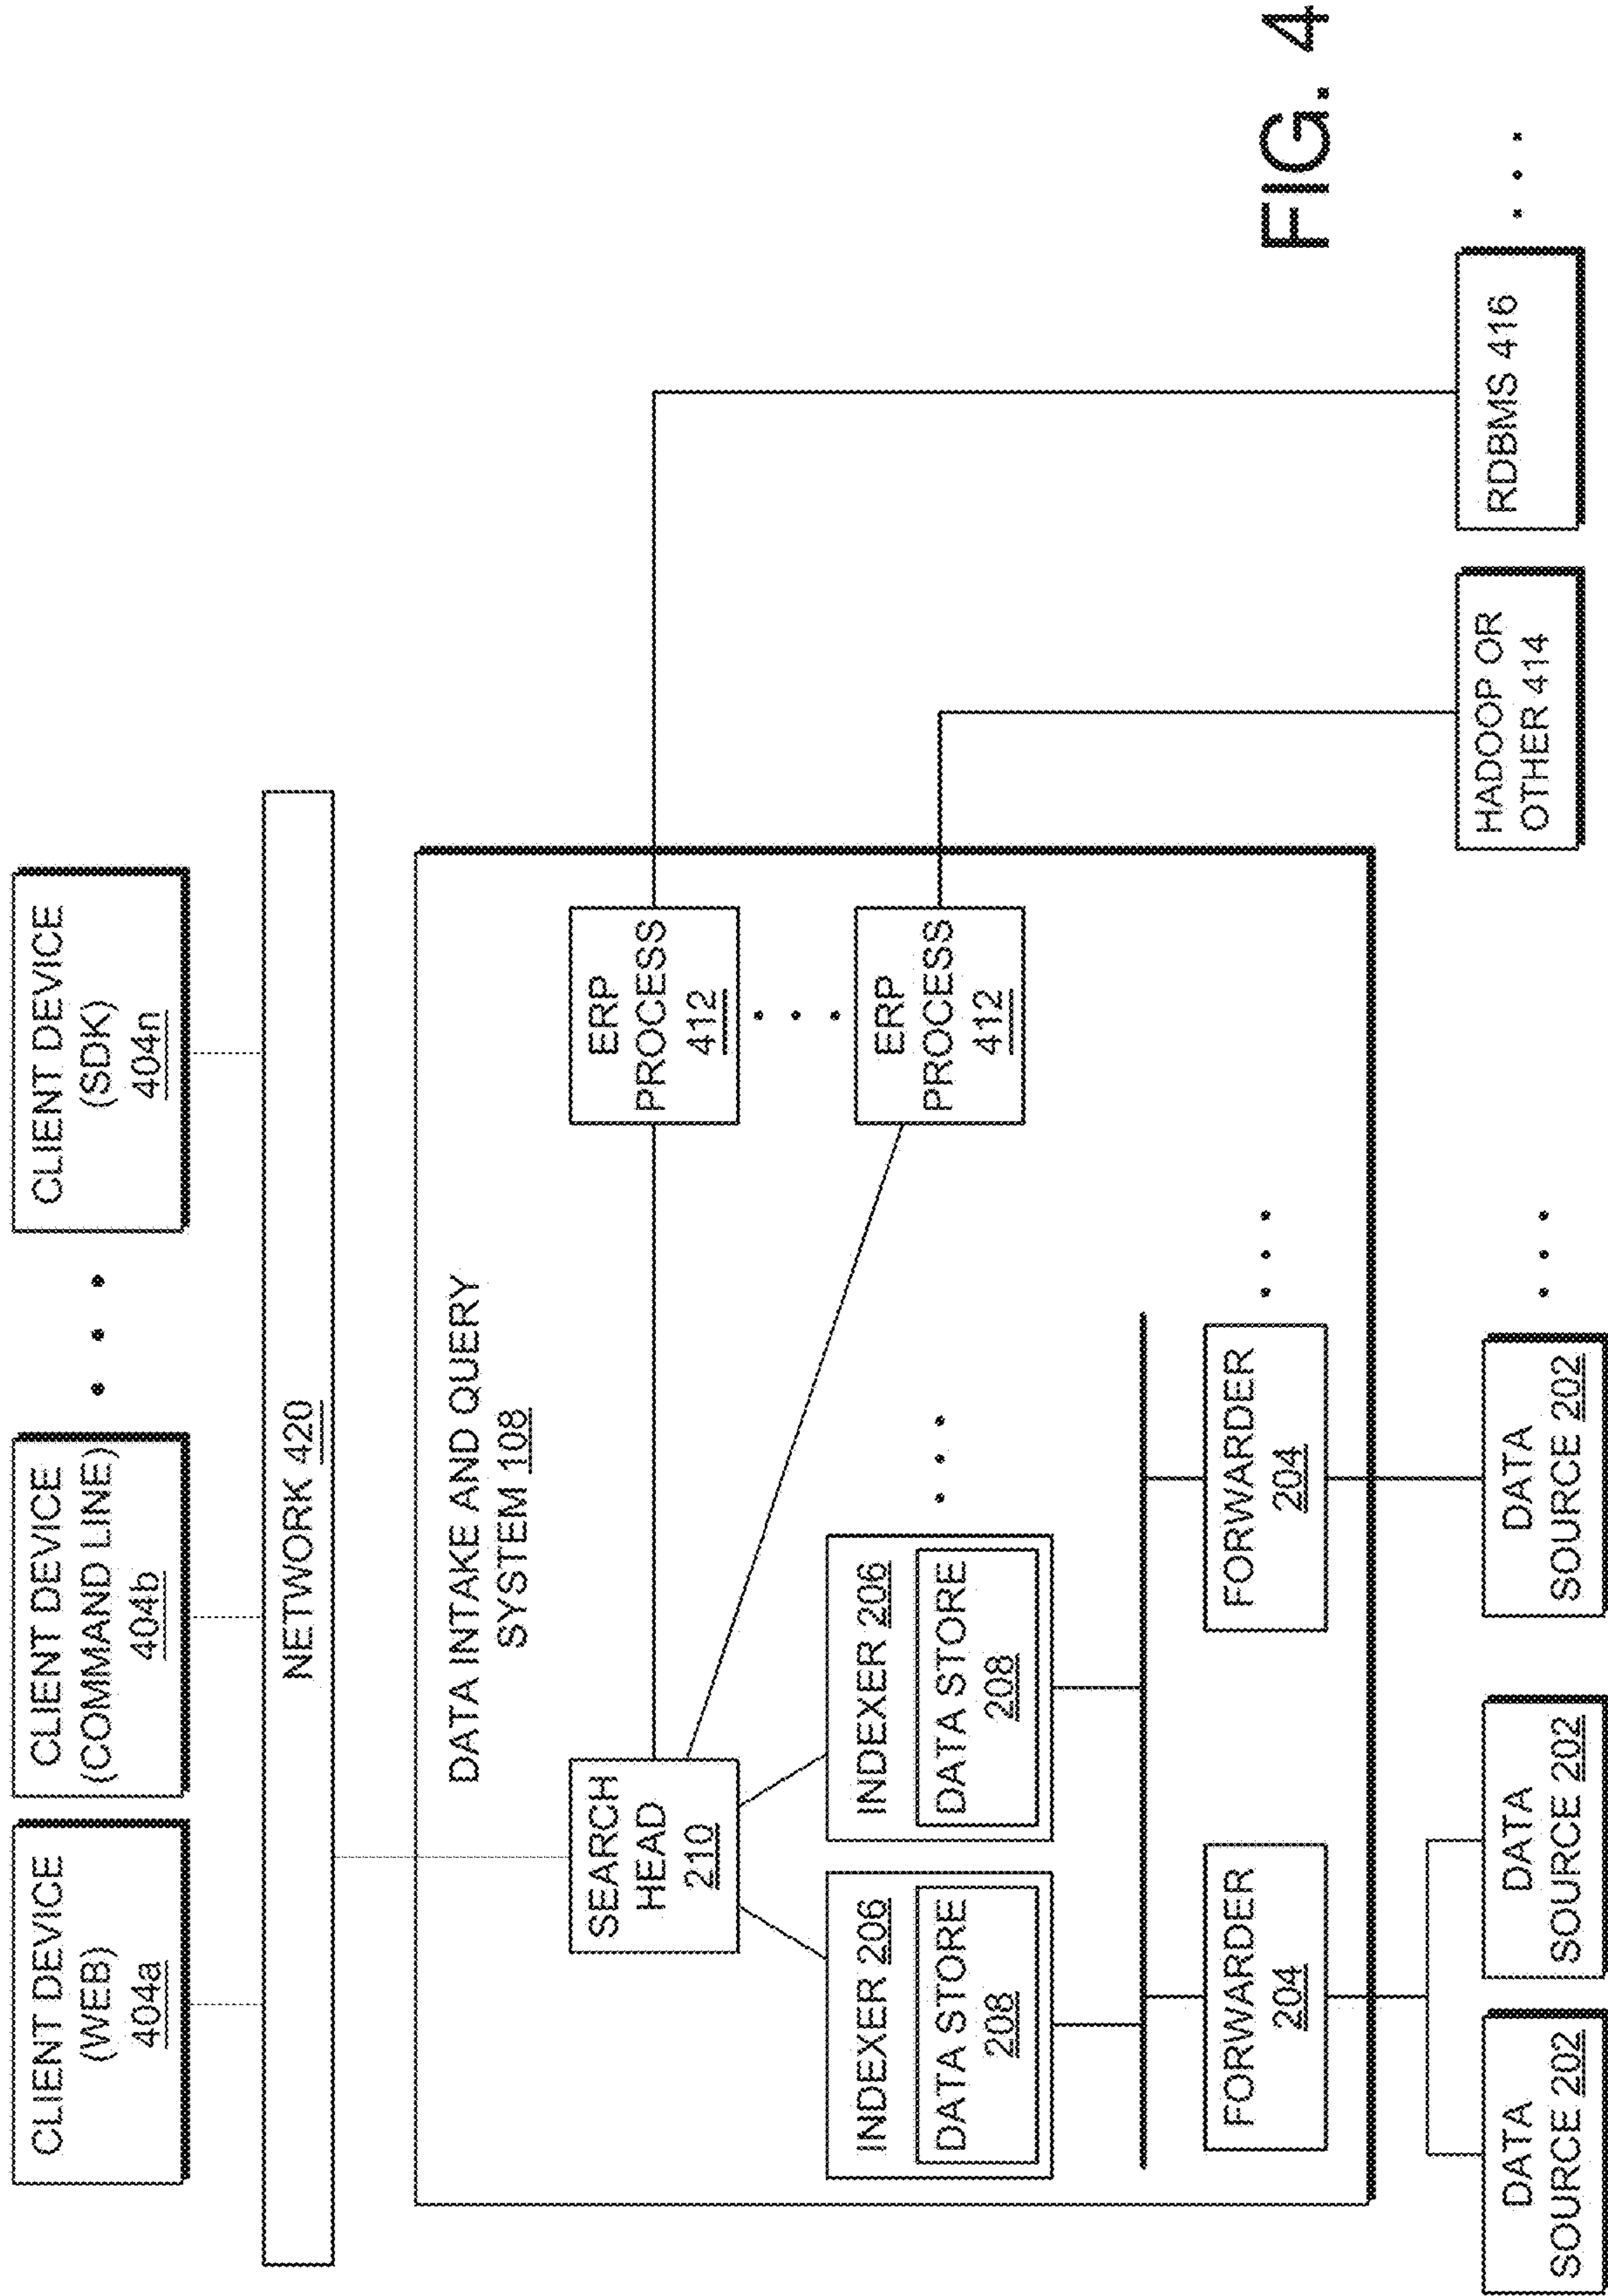 CLIENT DEVICE
(WEB)
404a
CLIENT DEVICE
(COMMAND LINE)
404b
CLIENT DEVICE
(SDK)
404n
NETWORK 420
DATA INTAKE AND QUERY
SYSTEM 108
SEARCH
HEAD
210
ERP
PROCESS
412
ERP
PROCESS
412
INDEXER 206
DATA STORE
208
INDEXER 206
DATA STORE
208
FORWARDER
204
FORWARDER
204
DATA
SOURCE 202
DATA
SOURCE 202
DATA
SOURCE 202
HADOOP OR
OTHER 414
RDBMS 416
FIG. 4